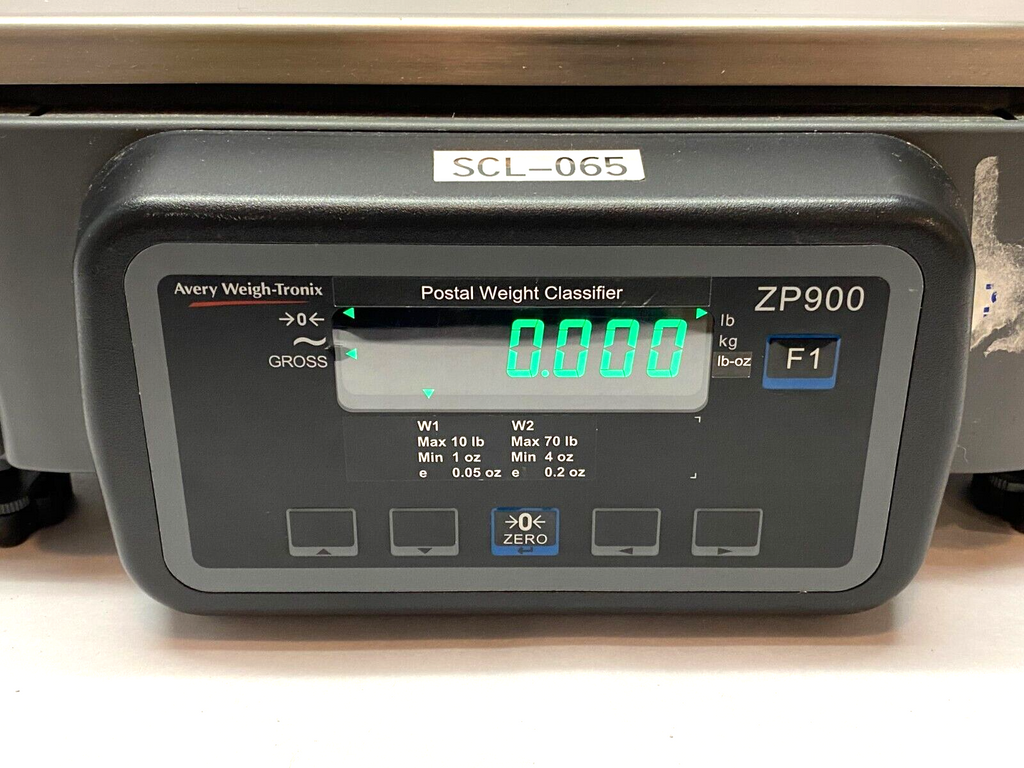 SCL-065
Avery Weigh-Tronix
Postal Weight Classifier
ZP900
→0←
~
GROSS
0.000
lb
kg
lb-oz
F1
W1 W2
Max 10 lb Max 70 lb
Min 1 oz Min 4 oz
e 0.05 oz e 0.2 oz
→0←
ZERO